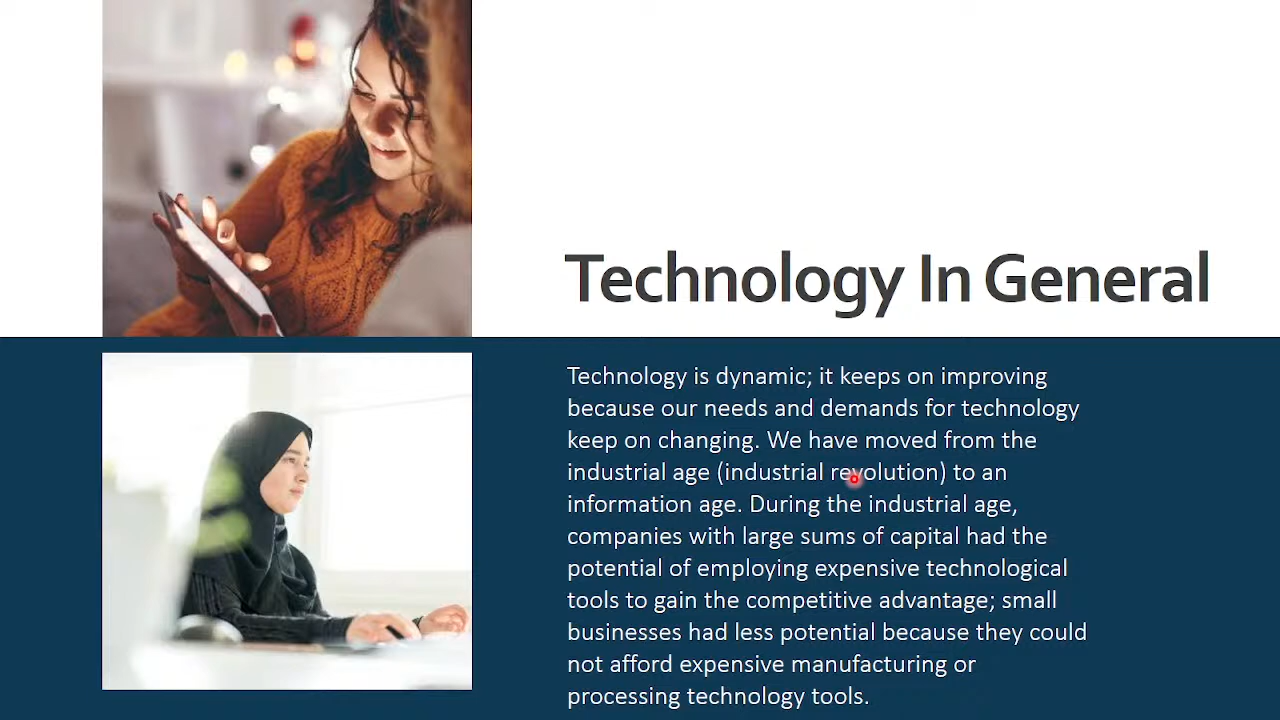 Technology In General
Technology is dynamic; it keeps on improving
because our needs and demands for technology
keep on changing. We have moved from the
industrial age (industrial revolution) to an
information age. During the industrial age,
companies with large sums of capital had the
potential of employing expensive technological
tools to gain the competitive advantage; small
businesses had less potential because they could
not afford expensive manufacturing or
processing technology tools.